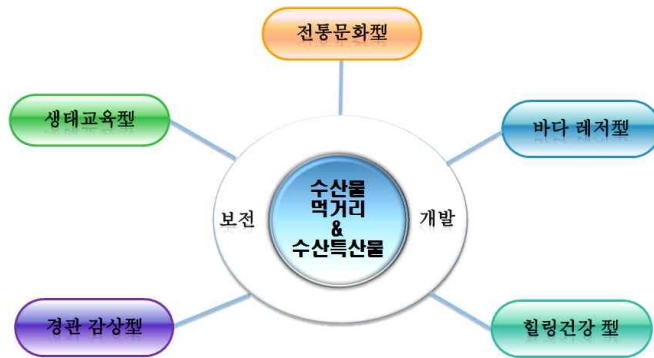 전통문화型
생태교육型
바다 레저型
수산물
먹거리
&
수산특산물
보전
개발
경관 감상型
힐링건강 型